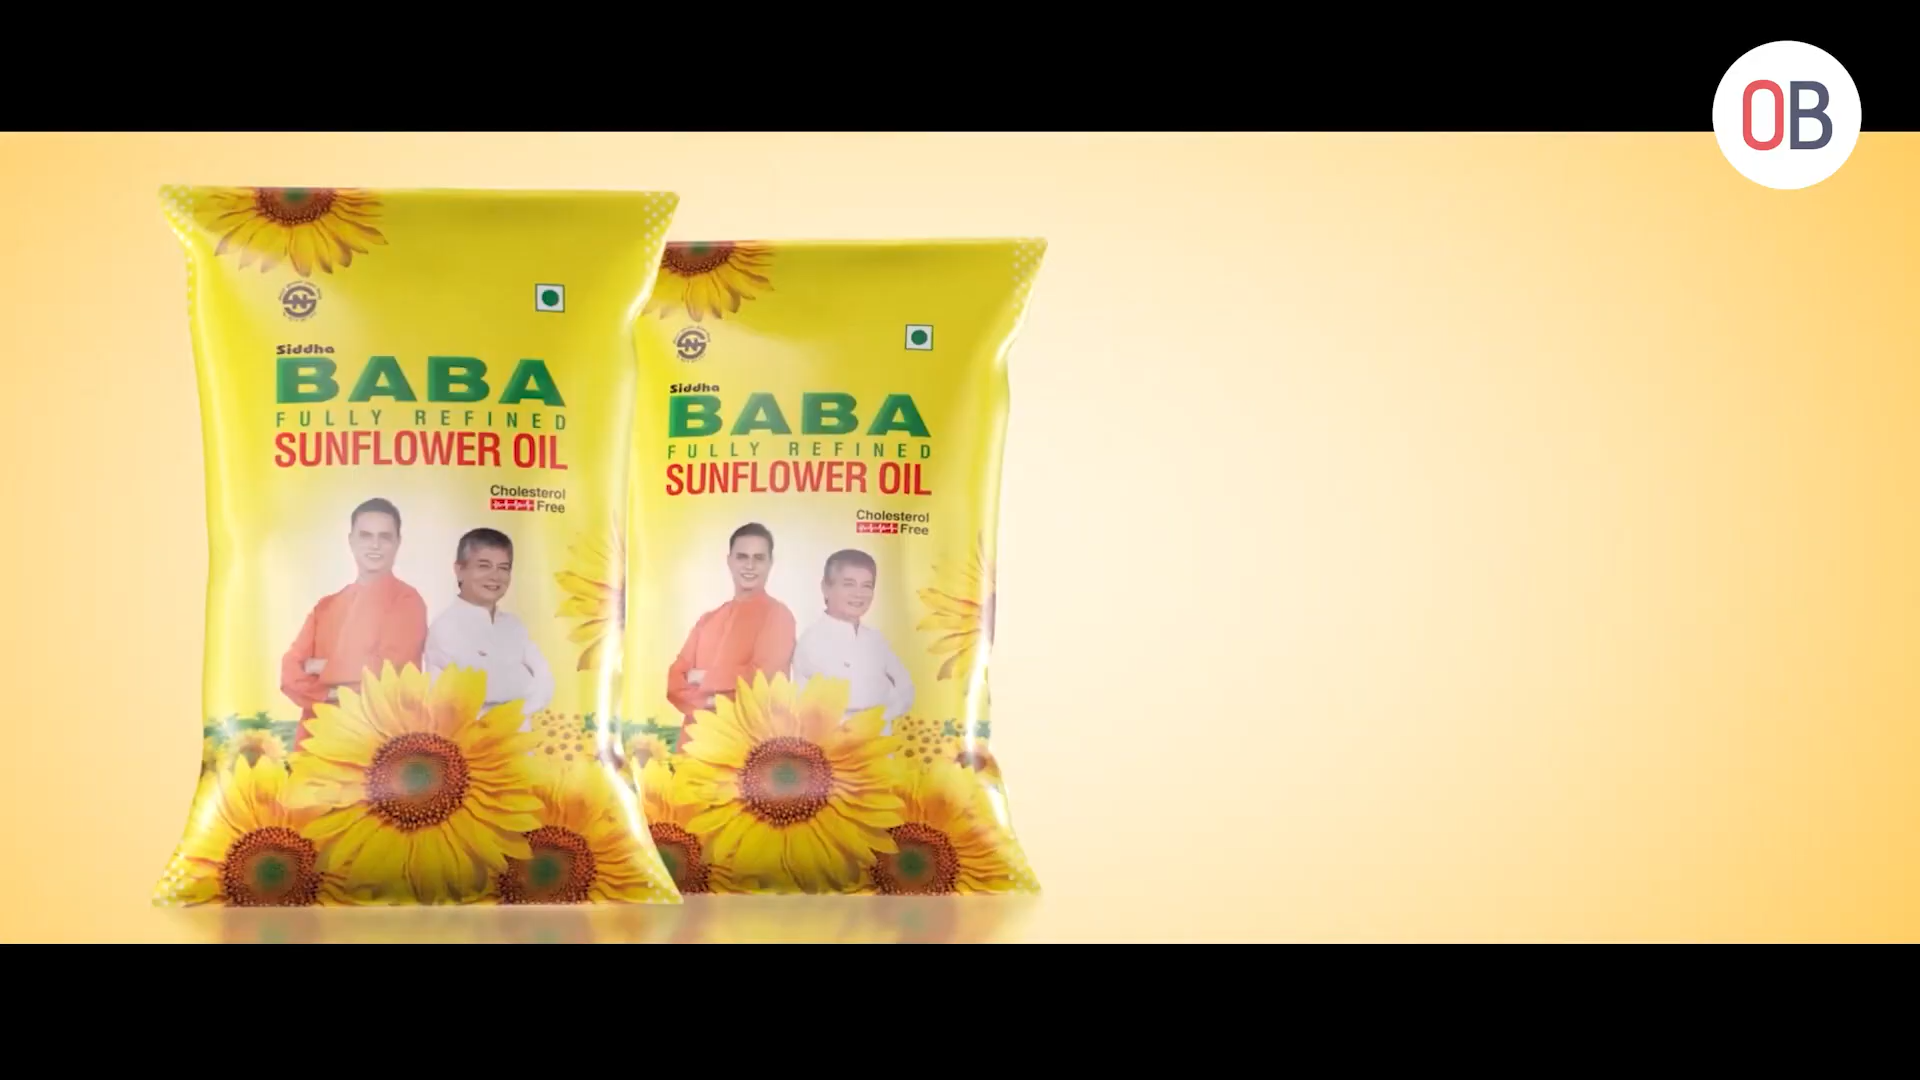 OB
Siddha
BABA
FULLY REFINED
SUNFLOWER OIL
Cholesterol
Free
Siddha
BABA
FULLY REFINED
SUNFLOWER OIL
Cholesterol
Free